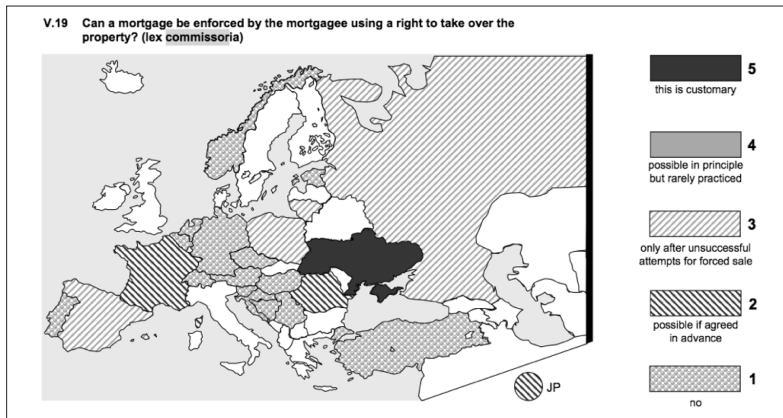 V.19 Can a mortgage be enforced by the mortgagee using a right to take over the
property? (lex commissoria)
5
this is customary
4
possible in principle
but rarely practiced
3
only after unsuccessful
attempts for forced sale
2
possible if agreed
in advance
1
no
JP